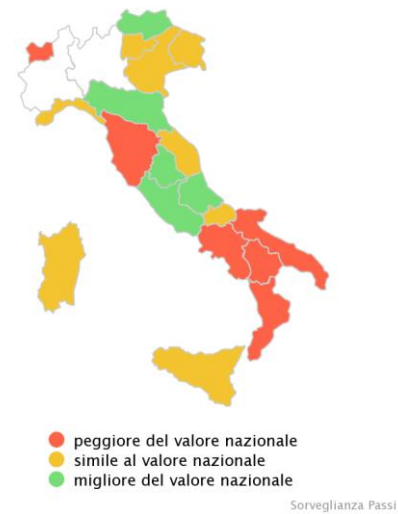 peggiore del valore nazionale
simile al valore nazionale
migliore del valore nazionale
Sorveglianza Passi